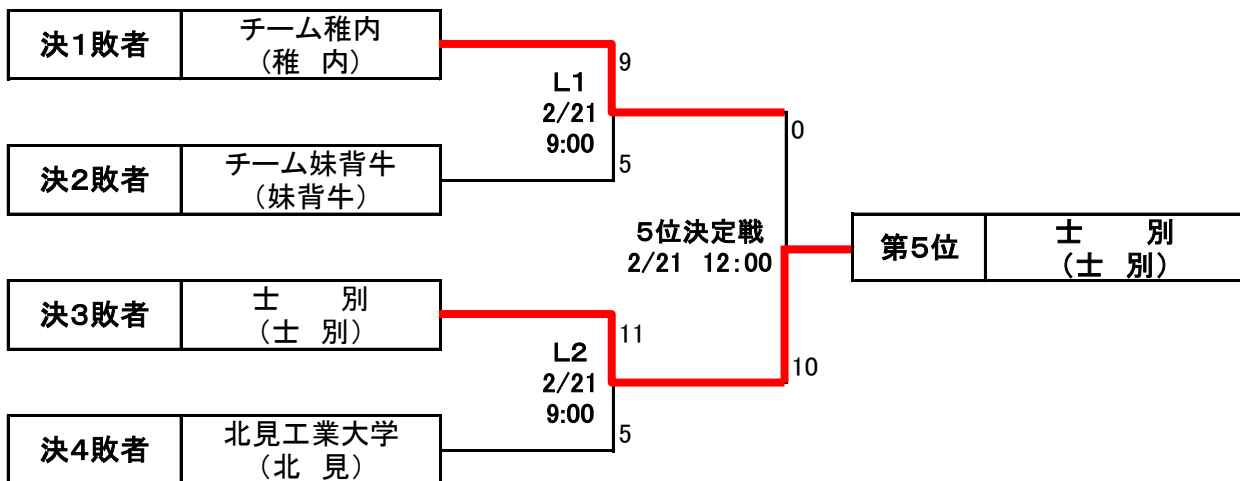 決1敗者
チーム稚内
(稚 内)
9
L1
2/21
9:00
0
決2敗者
チーム妹背牛
(妹背牛)
5
5位決定戦
2/21 12:00
第5位
士 別
(士 別)
決3敗者
士 別
(士 別)
11
L2
2/21
9:00
10
決4敗者
北見工業大学
(北 見)
5